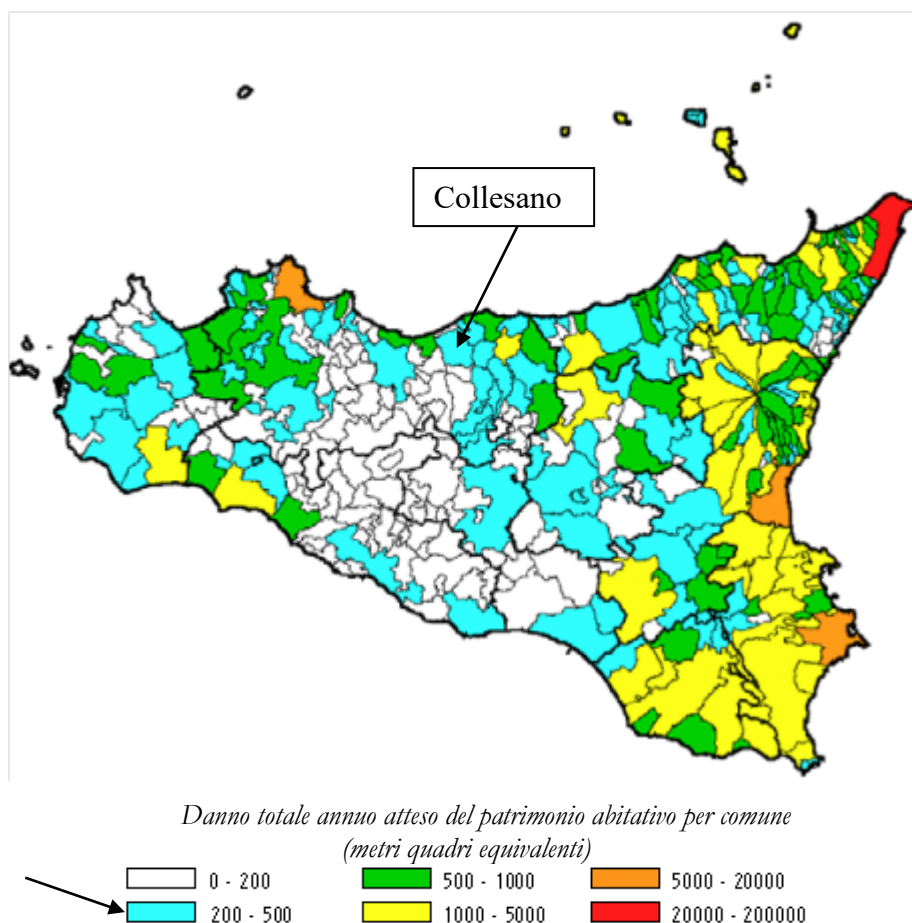 Collesano
Danno totale annuo atteso del patrimonio abitativo per comune
(metri quadri equivalenti)
0 - 200
500 - 1000
5000 - 20000
200 - 500
1000 - 5000
20000 - 200000